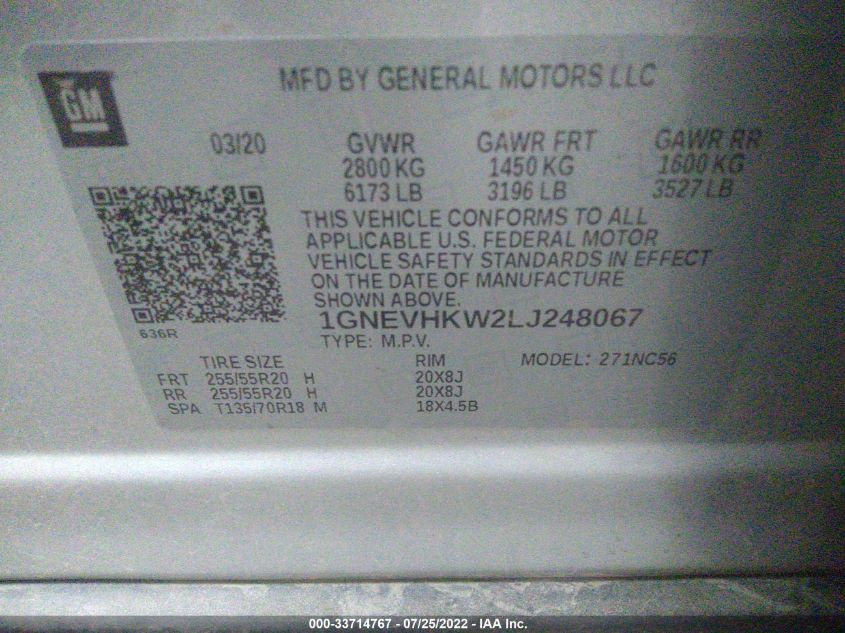 GM
MFD BY GENERAL MOTORS LLC
03/20 GVWR GAWR FRT GAWR RR
2800 KG 1450 KG 1600 KG
6173 LB 3196 LB 3527 LB
THIS VEHICLE CONFORMS TO ALL
APPLICABLE U.S. FEDERAL MOTOR
VEHICLE SAFETY STANDARDS IN EFFECT
ON THE DATE OF MANUFACTURE
SHOWN ABOVE.
1GNEVHKW2LJ248067
636R
TYPE: M.P.V.
TIRE SIZE RIM MODEL: 271NC56
FRT 255/55R20 H 20X8J
RR 255/55R20 H 20X8J
SPA T135/70R18 M 18X4.5B
000-33714767 - 07/25/2022 - IAA Inc.